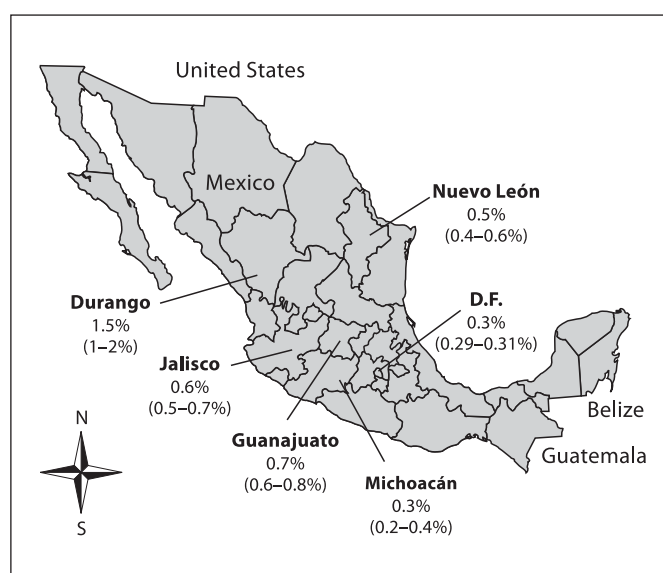 United States
Mexico
Nuevo León
0.5%
(0.4–0.6%)
Durango
1.5%
(1–2%)
D.F.
0.3%
(0.29–0.31%)
Jalisco
0.6%
(0.5–0.7%)
Guanajuato
0.7%
(0.6–0.8%)
Michoacán
0.3%
(0.2–0.4%)
Belize
Guatemala
N
S